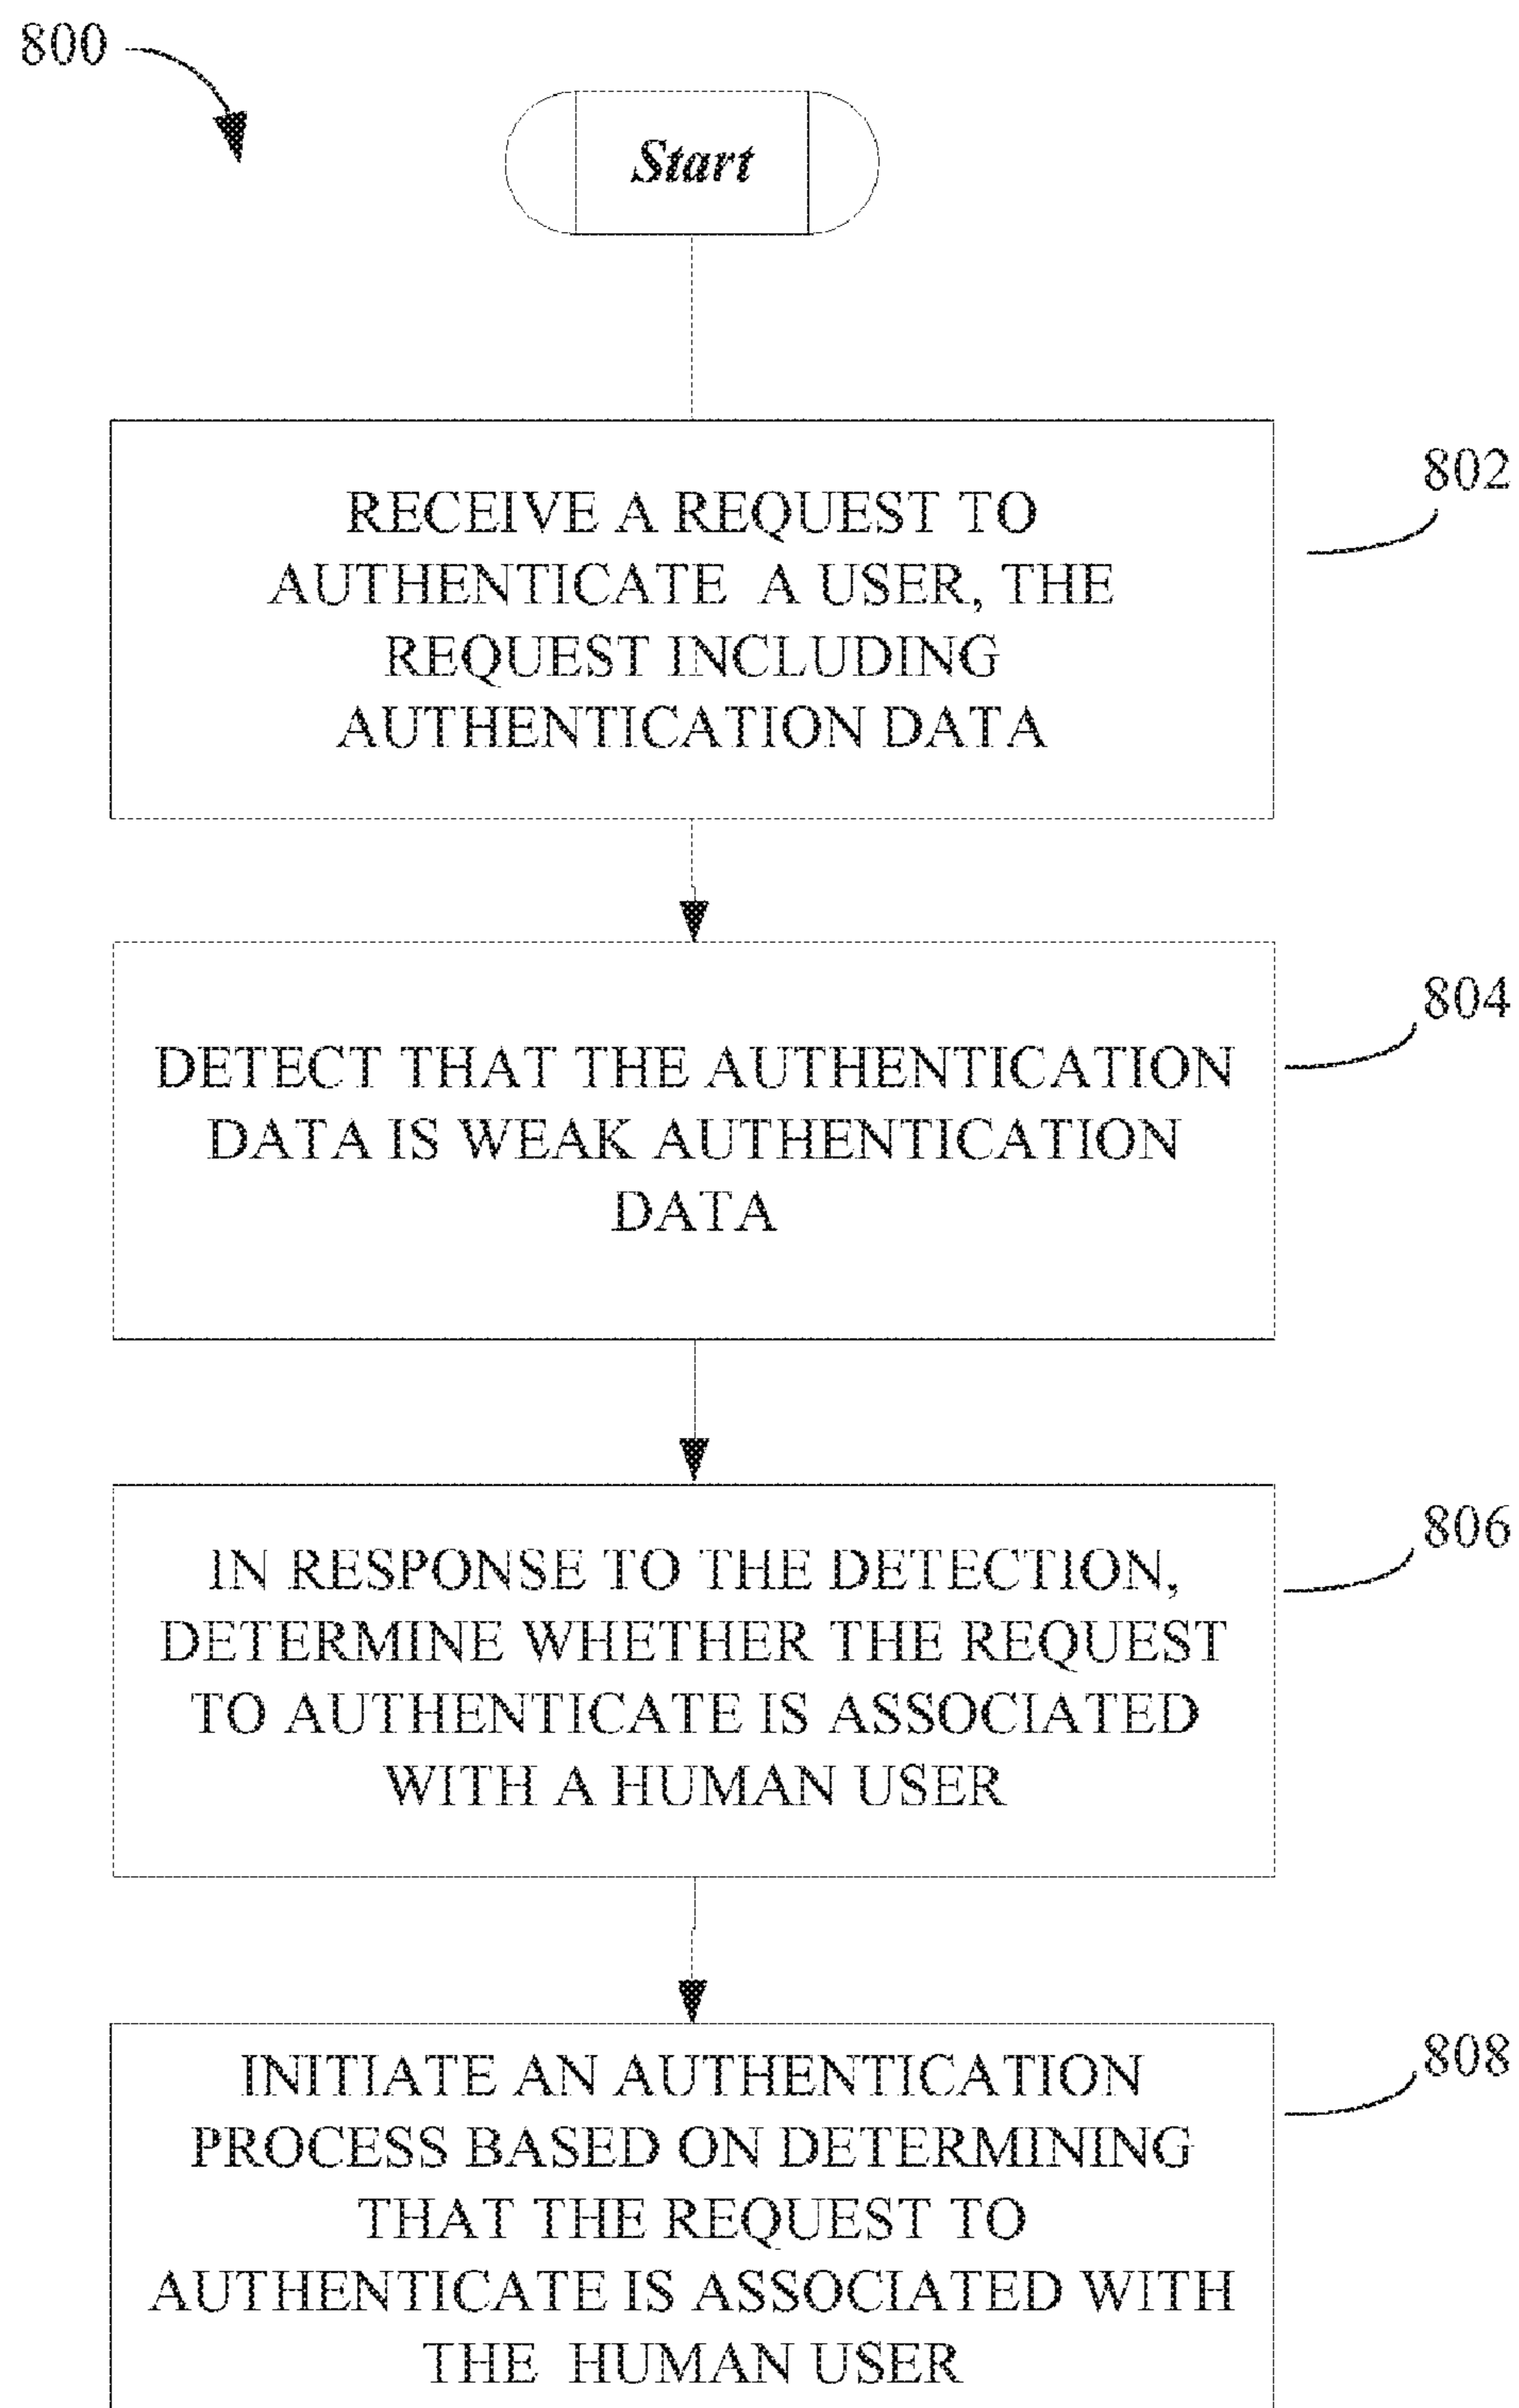 800
Start
802
RECEIVE A REQUEST TO
AUTHENTICATE A USER, THE
REQUEST INCLUDING
AUTHENTICATION DATA
804
DETECT THAT THE AUTHENTICATION
DATA IS WEAK AUTHENTICATION
DATA
806
IN RESPONSE TO THE DETECTION,
DETERMINE WHETHER THE REQUEST
TO AUTHENTICATE IS ASSOCIATED
WITH A HUMAN USER
808
INITIATE AN AUTHENTICATION
PROCESS BASED ON DETERMINING
THAT THE REQUEST TO
AUTHENTICATE IS ASSOCIATED WITH
THE HUMAN USER